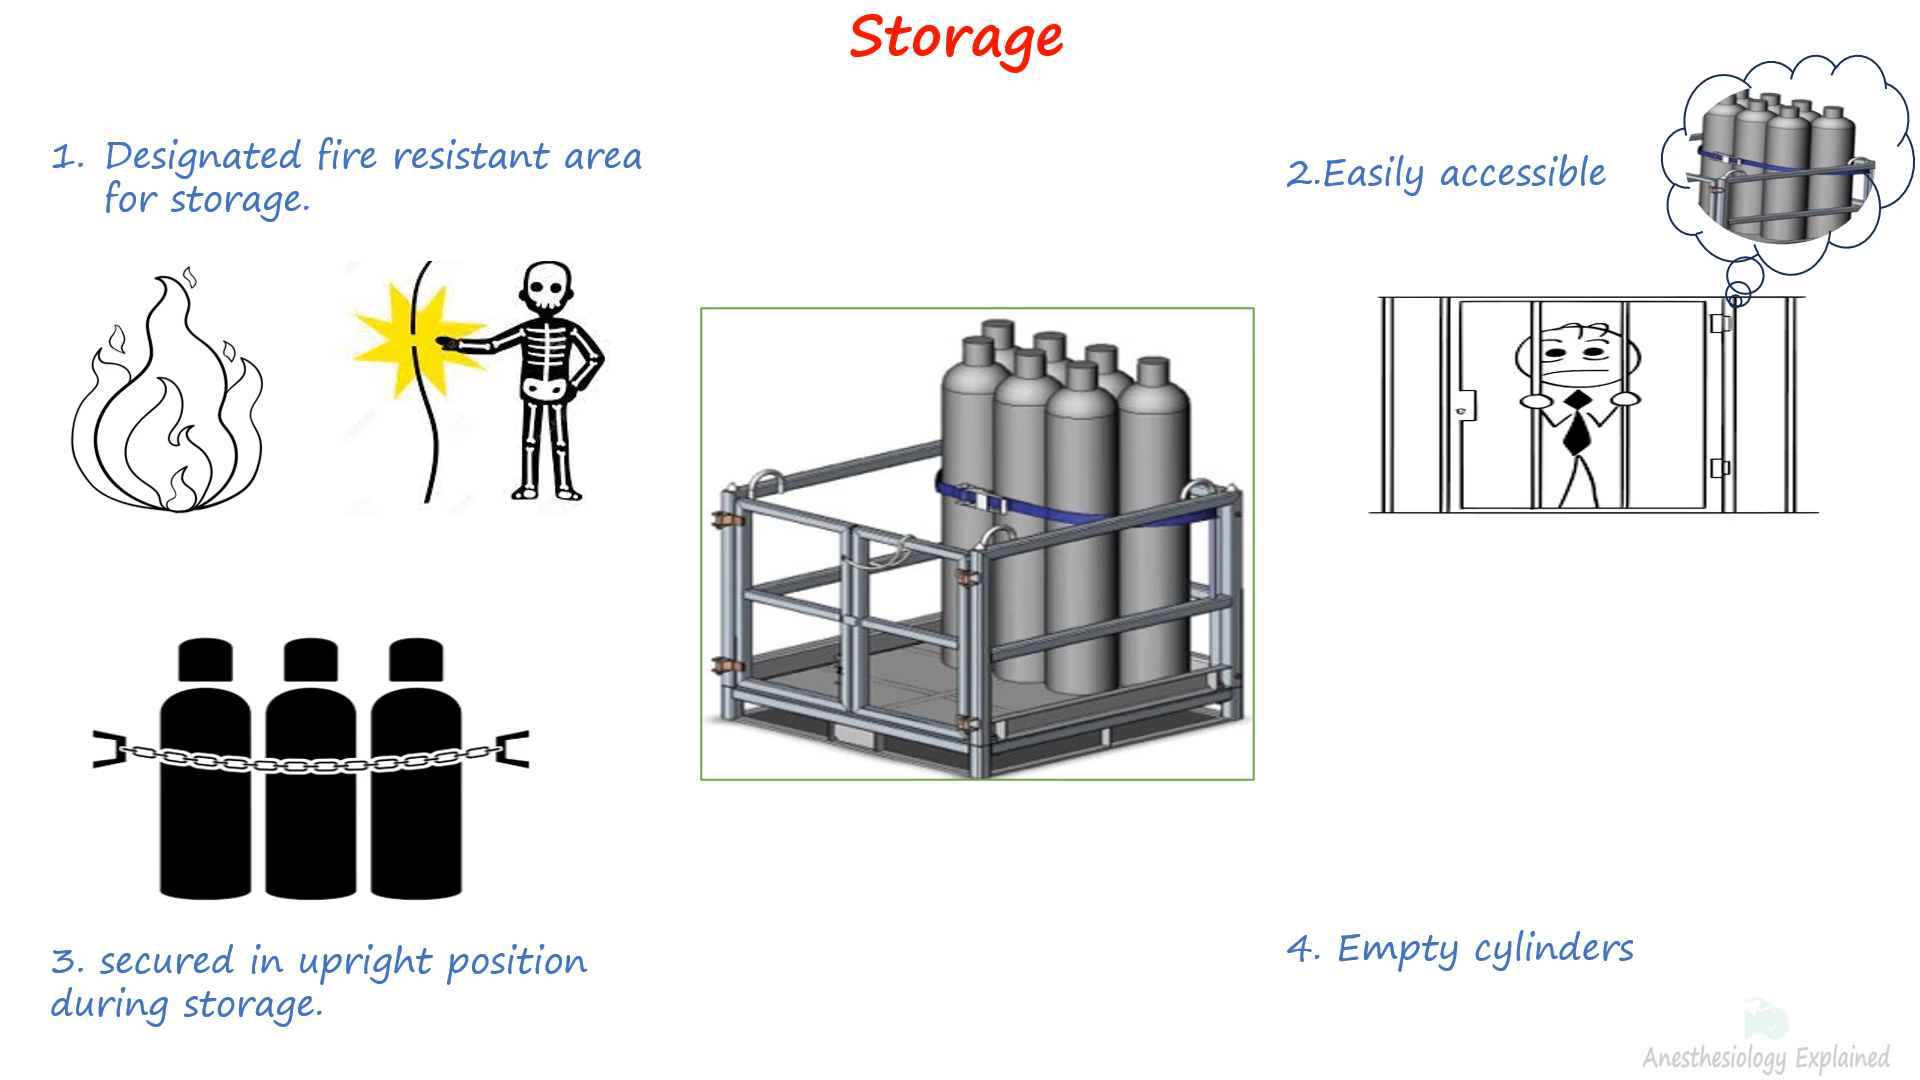 Storage
1. Designated fire resistant area
for storage.
2.Easily accessible
3. secured in upright position
during storage.
4. Empty cylinders
Anesthesiology Explained